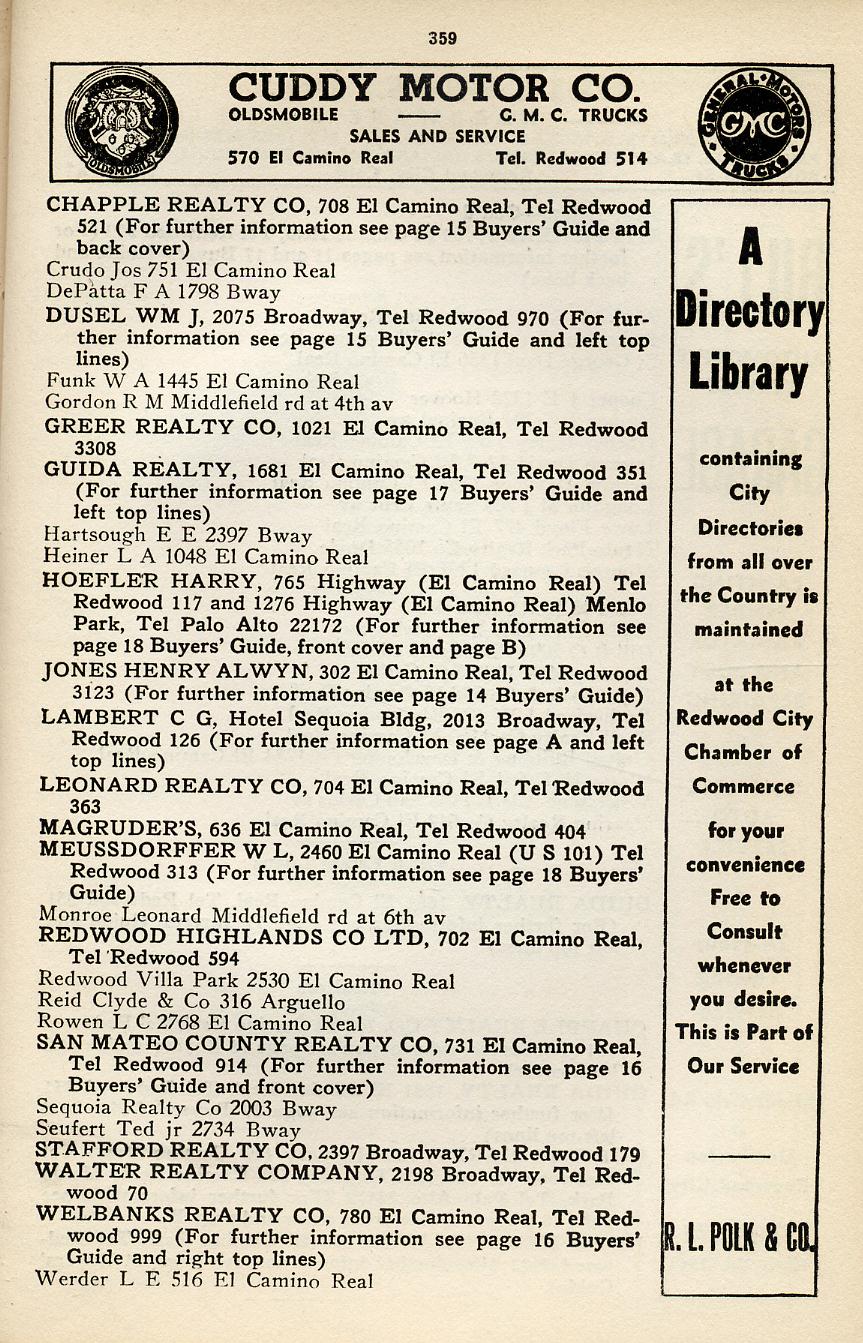 359
OLDSMOBILE
CUDDY MOTOR CO.
OLDSMOBILE — G. M. C. TRUCKS
SALES AND SERVICE
570 El Camino Real Tel. Redwood 514
GENERAL MOTORS
GMC
TRUCKS
CHAPPLE REALTY CO, 708 El Camino Real, Tel Redwood
521 (For further information see page 15 Buyers' Guide and
back cover)
Crudo Jos 751 El Camino Real
DePatta F A 1798 Bway
DUSEL WM J, 2075 Broadway, Tel Redwood 970 (For fur-
ther information see page 15 Buyers' Guide and left top
lines)
Funk W A 1445 El Camino Real
Gordon R M Middlefield rd at 4th av
GREER REALTY CO, 1021 El Camino Real, Tel Redwood
3308
GUIDA REALTY, 1681 El Camino Real, Tel Redwood 351
(For further information see page 17 Buyers' Guide and
left top lines)
Hartsough E E 2397 Bway
Heiner L A 1048 El Camino Real
HOEFLER HARRY, 765 Highway (El Camino Real) Tel
Redwood 117 and 1276 Highway (El Camino Real) Menlo
Park, Tel Palo Alto 22172 (For further information see
page 18 Buyers' Guide, front cover and page B)
JONES HENRY ALWYN, 302 El Camino Real, Tel Redwood
3123 (For further information see page 14 Buyers' Guide)
LAMBERT C G, Hotel Sequoia Bldg, 2013 Broadway, Tel
Redwood 126 (For further information see page A and left
top lines)
LEONARD REALTY CO, 704 El Camino Real, Tel Redwood
363
MAGRUDER'S, 636 El Camino Real, Tel Redwood 404
MEUSSDORFFER W L, 2460 El Camino Real (U S 101) Tel
Redwood 313 (For further information see page 18 Buyers'
Guide)
Monroe Leonard Middlefield rd at 6th av
REDWOOD HIGHLANDS CO LTD, 702 El Camino Real,
Tel Redwood 594
Redwood Villa Park 2530 El Camino Real
Reid Clyde & Co 316 Arguello
Rowen L C 2768 El Camino Real
SAN MATEO COUNTY REALTY CO, 731 El Camino Real,
Tel Redwood 914 (For further information see page 16
Buyers' Guide and front cover)
Sequoia Realty Co 2003 Bway
Seufert Ted jr 2734 Bway
STAFFORD REALTY CO, 2397 Broadway, Tel Redwood 179
WALTER REALTY COMPANY, 2198 Broadway, Tel Red-
wood 70
WELBANKS REALTY CO, 780 El Camino Real, Tel Red-
wood 999 (For further information see page 16 Buyers'
Guide and right top lines)
Werder L E 516 El Camino Real
A
Directory
Library
containing
City
Directories
from all over
the Country is
maintained
at the
Redwood City
Chamber of
Commerce
for your
convenience
Free to
Consult
whenever
you desire.
This is Part of
Our Service
R. L. POLK & CO.